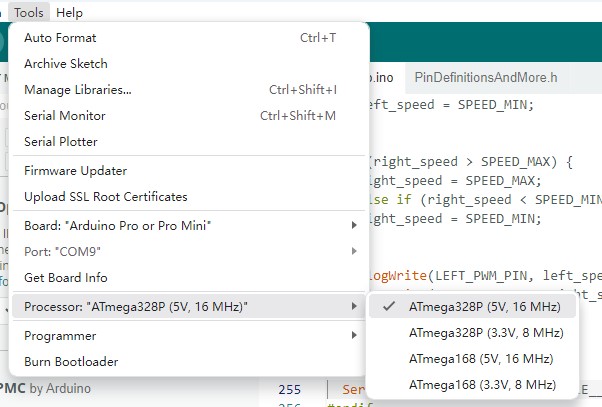 Tools Help
Auto Format Ctrl+T
Archive Sketch
Manage Libraries... Ctrl+Shift+I
Serial Monitor Ctrl+Shift+M
Serial Plotter
Firmware Updater
Upload SSL Root Certificates
Board: "Arduino Pro or Pro Mini"
Port: "COM9"
Get Board Info
Processor: "ATmega328P (5V, 16 MHz)"
Programmer
Burn Bootloader
ATmega328P (5V, 16 MHz)
ATmega328P (3.3V, 8 MHz)
ATmega168 (5V, 16 MHz)
ATmega168 (3.3V, 8 MHz)
.ino PinDefinitionsAndMore.h
eft_speed = SPEED_MIN;
(right_speed > SPEED_MAX) {
ght_speed = SPEED_MAX;
lse if (right_speed < SPEED_MIN
ght_speed = SPEED_MIN;
logWrite(LEFT_PWM_PIN, left_spe
PMC by Arduino
255 Ser
256 #endif